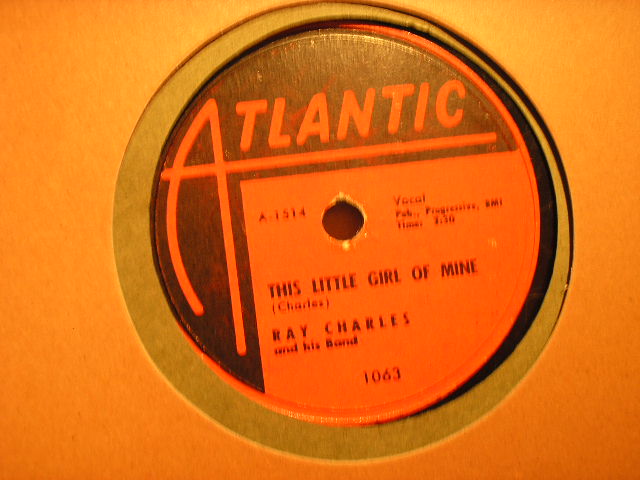 ATLANTIC
A-1514
Vocal
Pub., Progressive, BMI
Time: 2:30
THIS LITTLE GIRL OF MINE
(Charles)
RAY CHARLES
and his Band
1063